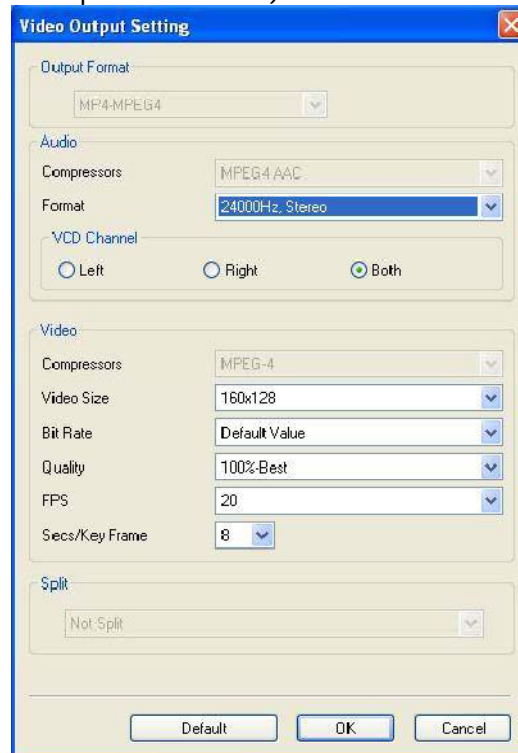 Video Output Setting
Output Format
MP4-MPEG4
Audio
Compressors MPEG4 AAC
Format 24000Hz, Stereo
VCD Channel
Left Right Both
Video
Compressors MPEG-4
Video Size 160x128
Bit Rate Default Value
Quality 100%-Best
FPS 20
Secs/Key Frame 8
Split
Not Split
Default OK Cancel